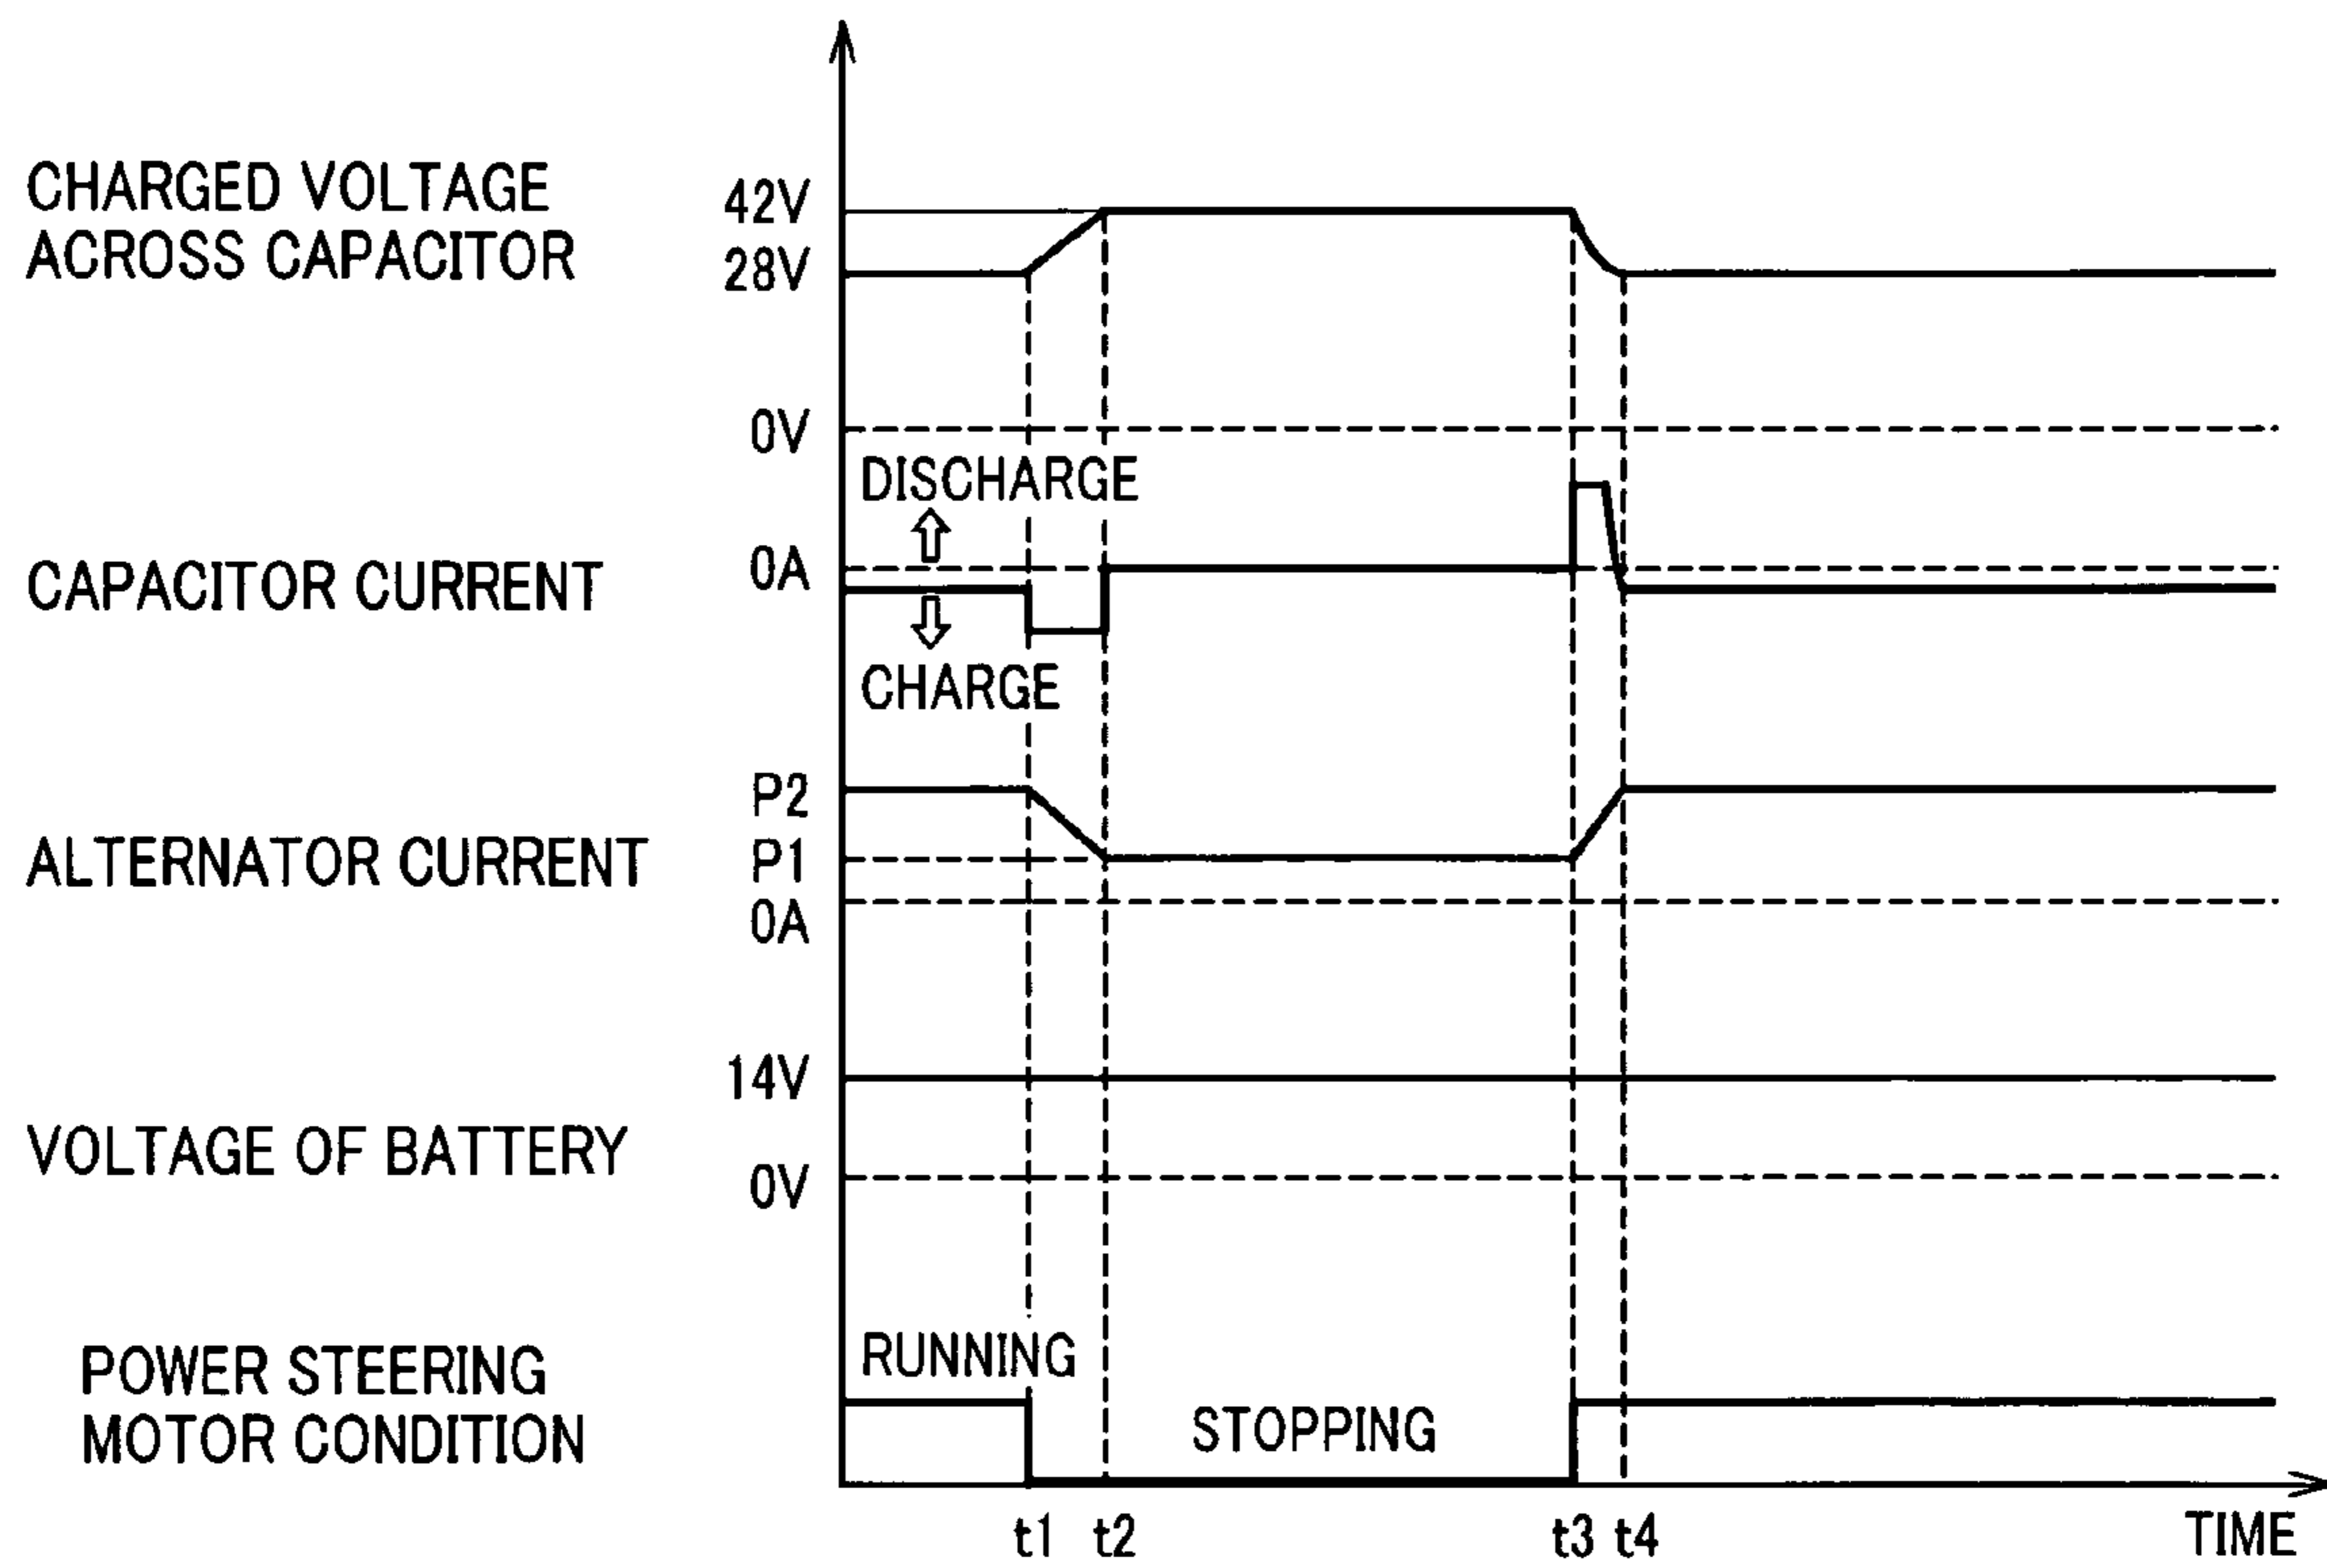 CHARGED VOLTAGE
ACROSS CAPACITOR
42V
28V
0V
DISCHARGE
CAPACITOR CURRENT
0A
CHARGE
ALTERNATOR CURRENT
P2
P1
0A
14V
VOLTAGE OF BATTERY
0V
POWER STEERING
MOTOR CONDITION
RUNNING
STOPPING
t1 t2 t3 t4 TIME